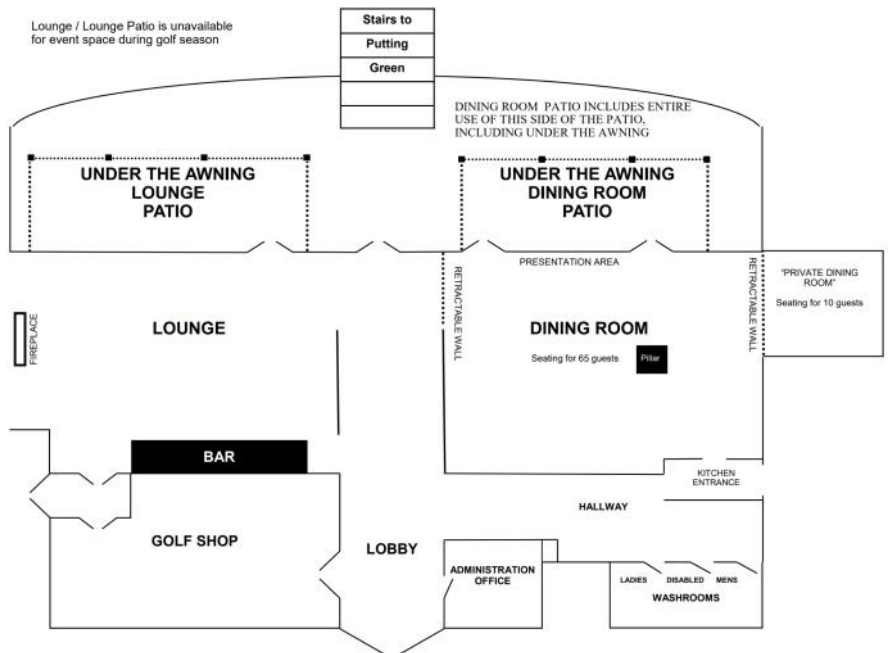 Lounge / Lounge Patio is unavailable
for event space during golf season
Stairs to
Putting
Green
DINING ROOM PATIO INCLUDES ENTIRE
USE OF THIS SIDE OF THE PATIO,
INCLUDING UNDER THE AWNING
UNDER THE AWNING
LOUNGE
PATIO
UNDER THE AWNING
DINING ROOM
PATIO
PRESENTATION AREA
RETRACTABLE WALL
RETRACTABLE WALL
"PRIVATE DINING
ROOM"
Seating for 10 guests
FIREPLACE
LOUNGE
DINING ROOM
Seating for 65 guests
Pillar
BAR
KITCHEN
ENTRANCE
HALLWAY
GOLF SHOP
LOBBY
ADMINISTRATION
OFFICE
LADIES DISABLED MENS
WASHROOMS